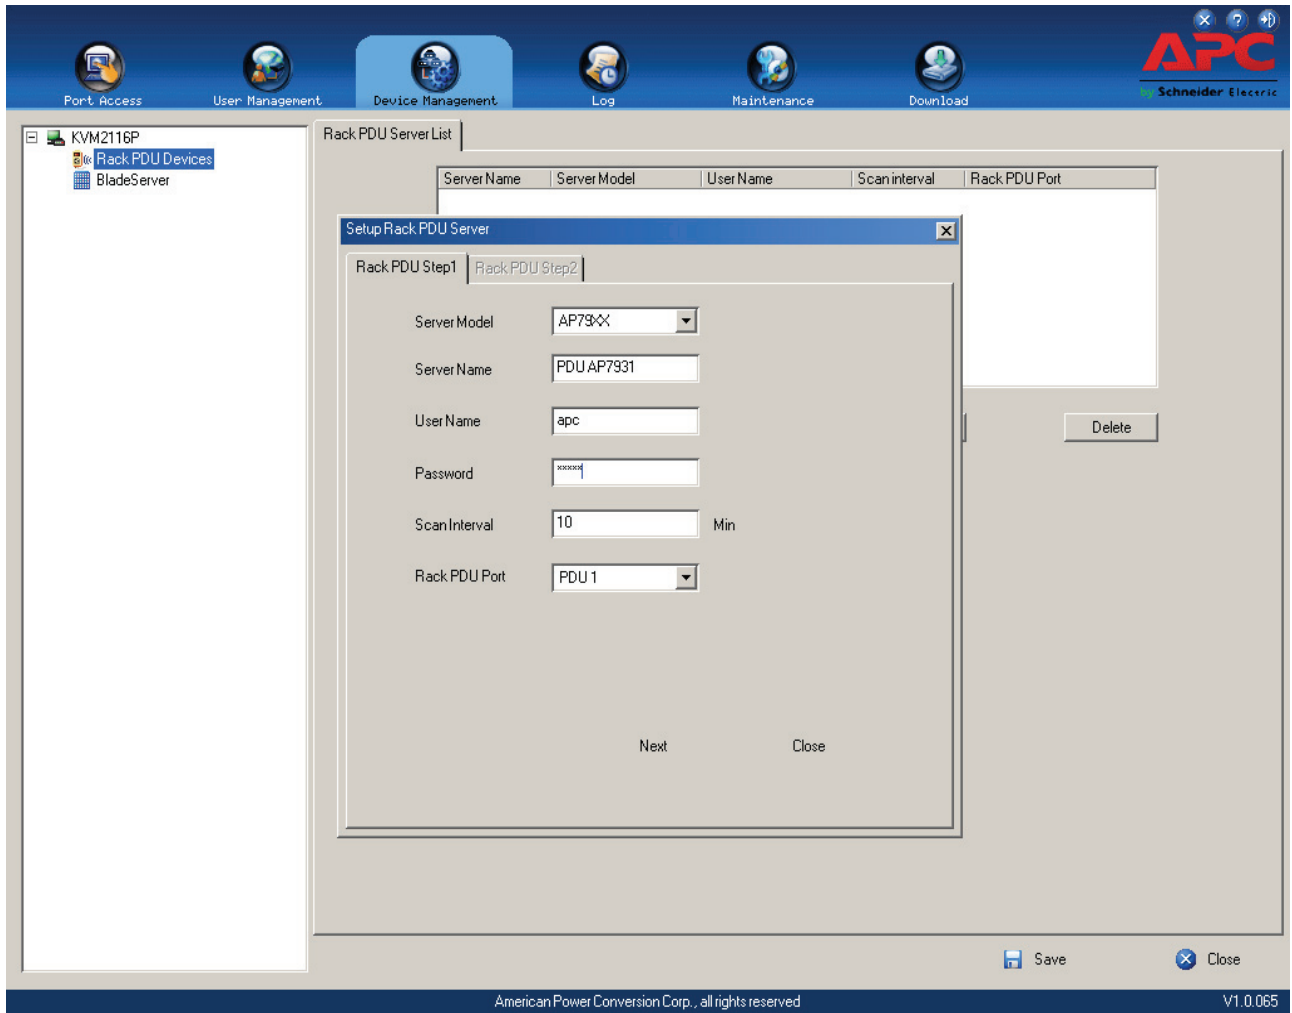 APC
by Schneider Electric
Port Access
User Management
Device Management
Log
Maintenance
Download
KVM2116P
Rack PDU Devices
BladeServer
Rack PDU Server List
Server Name
Server Model
User Name
Scan interval
Rack PDU Port
Setup Rack PDU Server
Rack PDU Step1
Rack PDU Step2
Server Model
AP79XX
Server Name
PDU AP7931
User Name
apc
Password
xxxxx
Scan Interval
10
Min
Rack PDU Port
PDU 1
Next
Close
Delete
Save
Close
American Power Conversion Corp., all rights reserved
V1.0.065